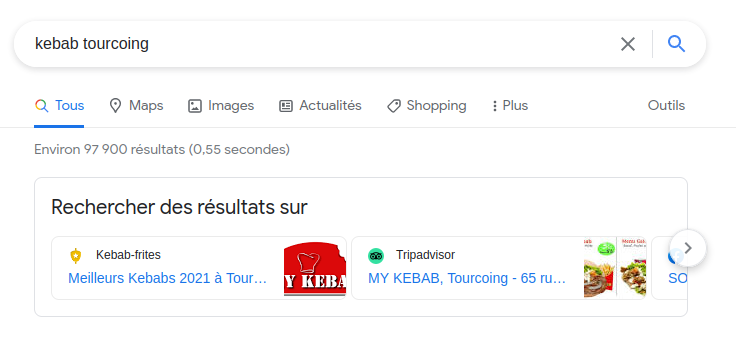 kebab tourcoing
Tous Maps Images Actualités Shopping Plus Outils
Environ 97 900 résultats (0,55 secondes)
Rechercher des résultats sur
Kebab-frites
Meilleurs Kebabs 2021 à Tour...
Y KEBA
Tripadvisor
MY KEBAB, Tourcoing - 65 ru...
SO